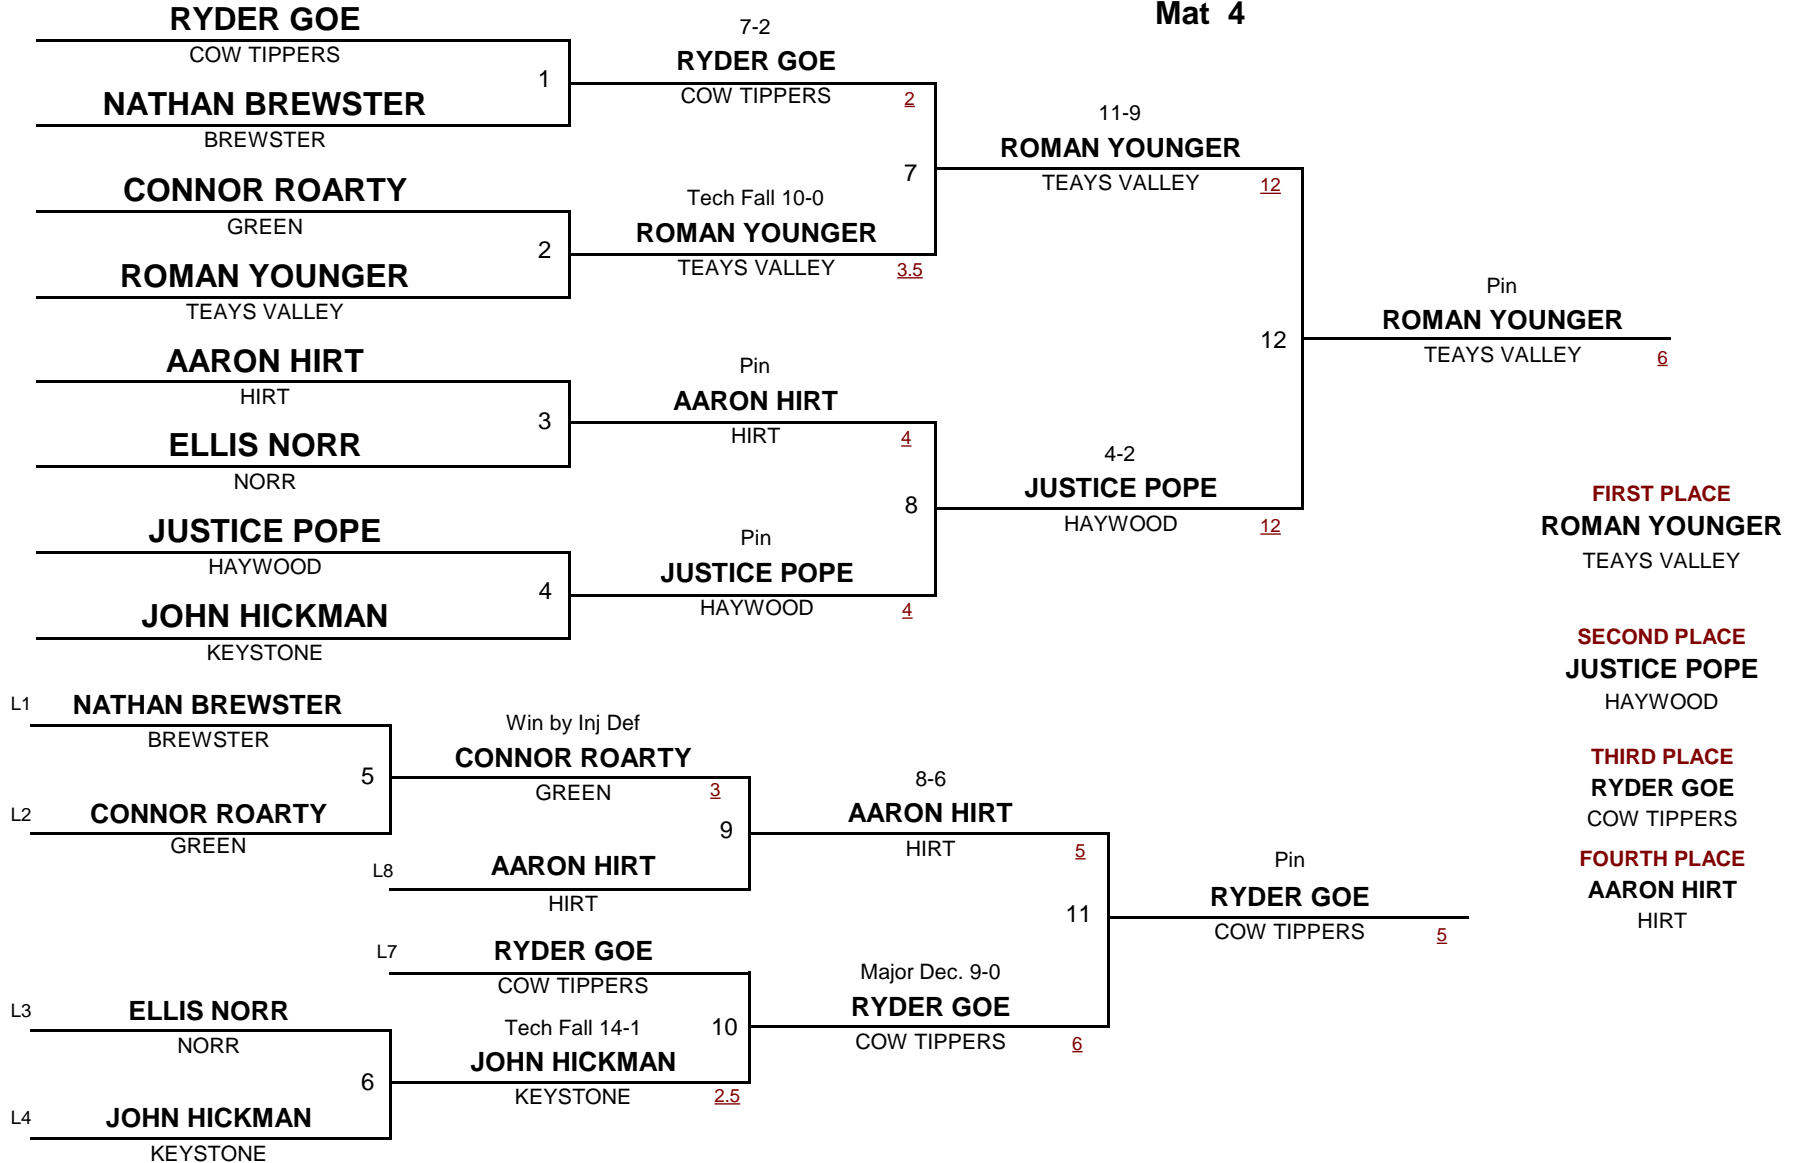 Mat 4
RYDER GOE
COW TIPPERS
1
NATHAN BREWSTER
BREWSTER
CONNOR ROARTY
GREEN
2
ROMAN YOUNGER
TEAYS VALLEY
AARON HIRT
HIRT
3
ELLIS NORR
NORR
JUSTICE POPE
HAYWOOD
4
JOHN HICKMAN
KEYSTONE
7-2
RYDER GOE
COW TIPPERS
2
7
Tech Fall 10-0
ROMAN YOUNGER
TEAYS VALLEY
3.5
Pin
AARON HIRT
HIRT
4
8
Pin
JUSTICE POPE
HAYWOOD
4
11-9
ROMAN YOUNGER
TEAYS VALLEY
12
12
4-2
JUSTICE POPE
HAYWOOD
12
Pin
ROMAN YOUNGER
TEAYS VALLEY
6
FIRST PLACE
ROMAN YOUNGER
TEAYS VALLEY
SECOND PLACE
JUSTICE POPE
HAYWOOD
THIRD PLACE
RYDER GOE
COW TIPPERS
FOURTH PLACE
AARON HIRT
HIRT
L1
NATHAN BREWSTER
BREWSTER
5
L2
CONNOR ROARTY
GREEN
L3
ELLIS NORR
NORR
6
L4
JOHN HICKMAN
KEYSTONE
Win by Inj Def
CONNOR ROARTY
GREEN
3
9
L8
AARON HIRT
HIRT
L7
RYDER GOE
COW TIPPERS
10
Tech Fall 14-1
JOHN HICKMAN
KEYSTONE
2.5
8-6
AARON HIRT
HIRT
5
11
Major Dec. 9-0
RYDER GOE
COW TIPPERS
6
Pin
RYDER GOE
COW TIPPERS
5